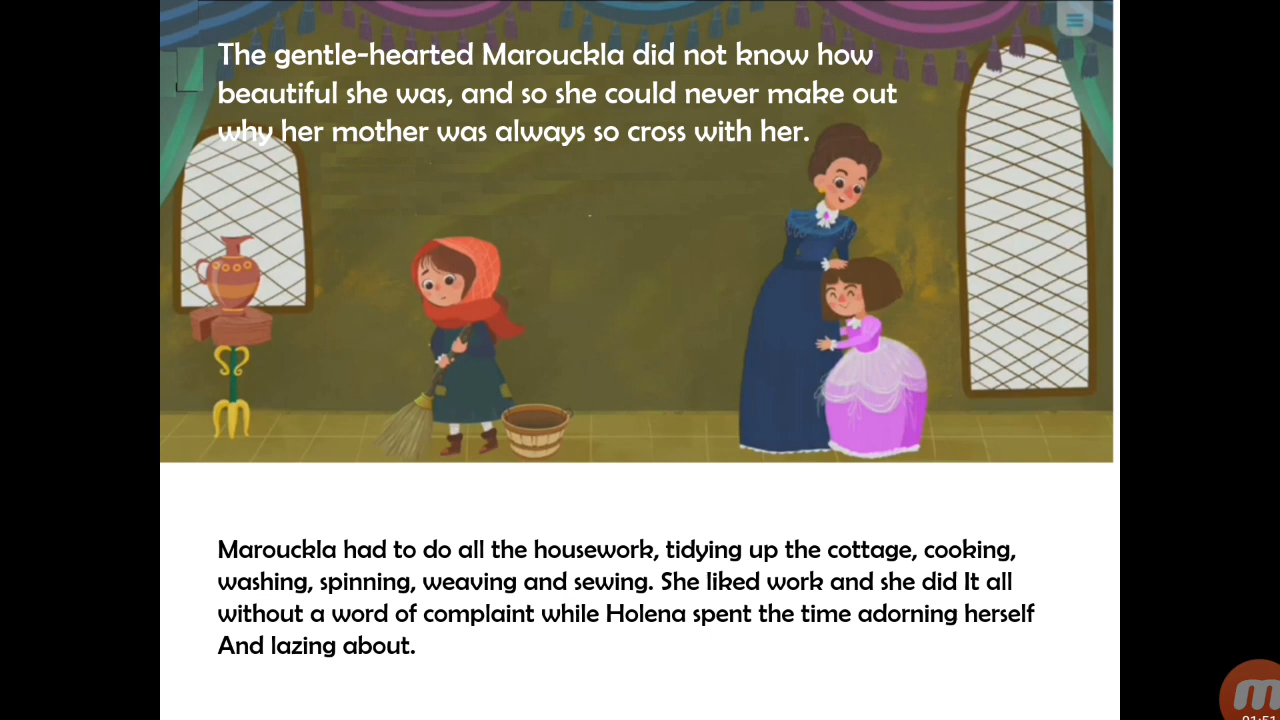 The gentle-hearted Marouckla did not know how
beautiful she was, and so she could never make out
why her mother was always so cross with her.
Marouckla had to do all the housework, tidying up the cottage, cooking,
washing, spinning, weaving and sewing. She liked work and she did It all
without a word of complaint while Holena spent the time adorning herself
And lazing about.